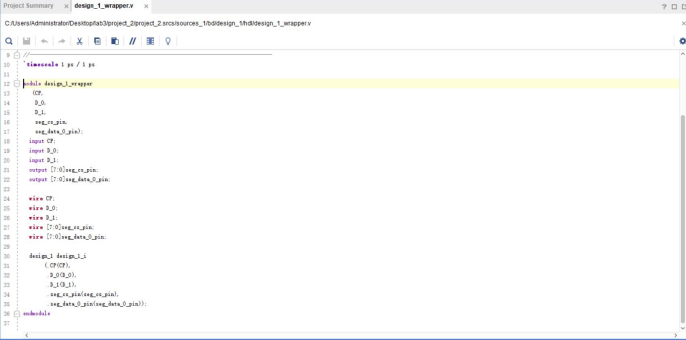 Project Summary × design_1_wrapper.v × ?
C:/Users/Administrator/Desktop/lab3/project_2/project_2.srcs/sources_1/bd/design_1/hdl/design_1_wrapper.v ×
9 //--------------------------------------------------------------------------------
10 `timescale 1 ps / 1 ps
11
12 module design_1_wrapper
13 (CP,
14 D_0,
15 D_1,
16 seg_cs_pin,
17 seg_data_0_pin);
18 input CP;
19 input D_0;
20 input D_1;
21 output [7:0]seg_cs_pin;
22 output [7:0]seg_data_0_pin;
23
24 wire CP;
25 wire D_0;
26 wire D_1;
27 wire [7:0]seg_cs_pin;
28 wire [7:0]seg_data_0_pin;
29
30 design_1 design_1_i
31 (.CP(CP),
32 .D_0(D_0),
33 .D_1(D_1),
34 .seg_cs_pin(seg_cs_pin),
35 .seg_data_0_pin(seg_data_0_pin));
36 endmodule
37